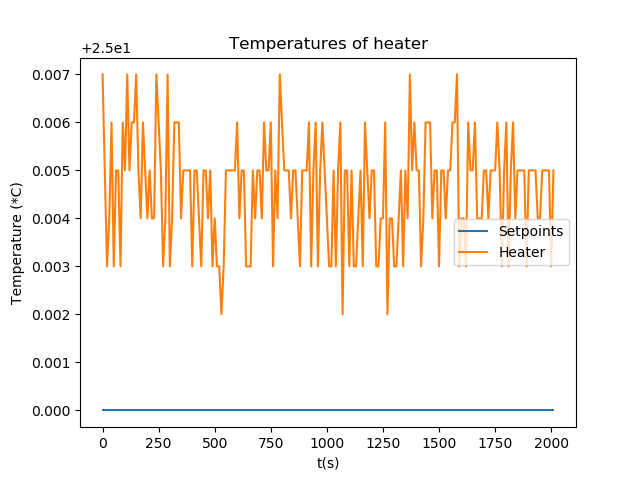 Temperatures of heater
+2.5e1
0.007
0.006
0.005
0.004
0.003
0.002
0.001
0.000
Temperature (*C)
Setpoints
Heater
0 250 500 750 1000 1250 1500 1750 2000
t(s)